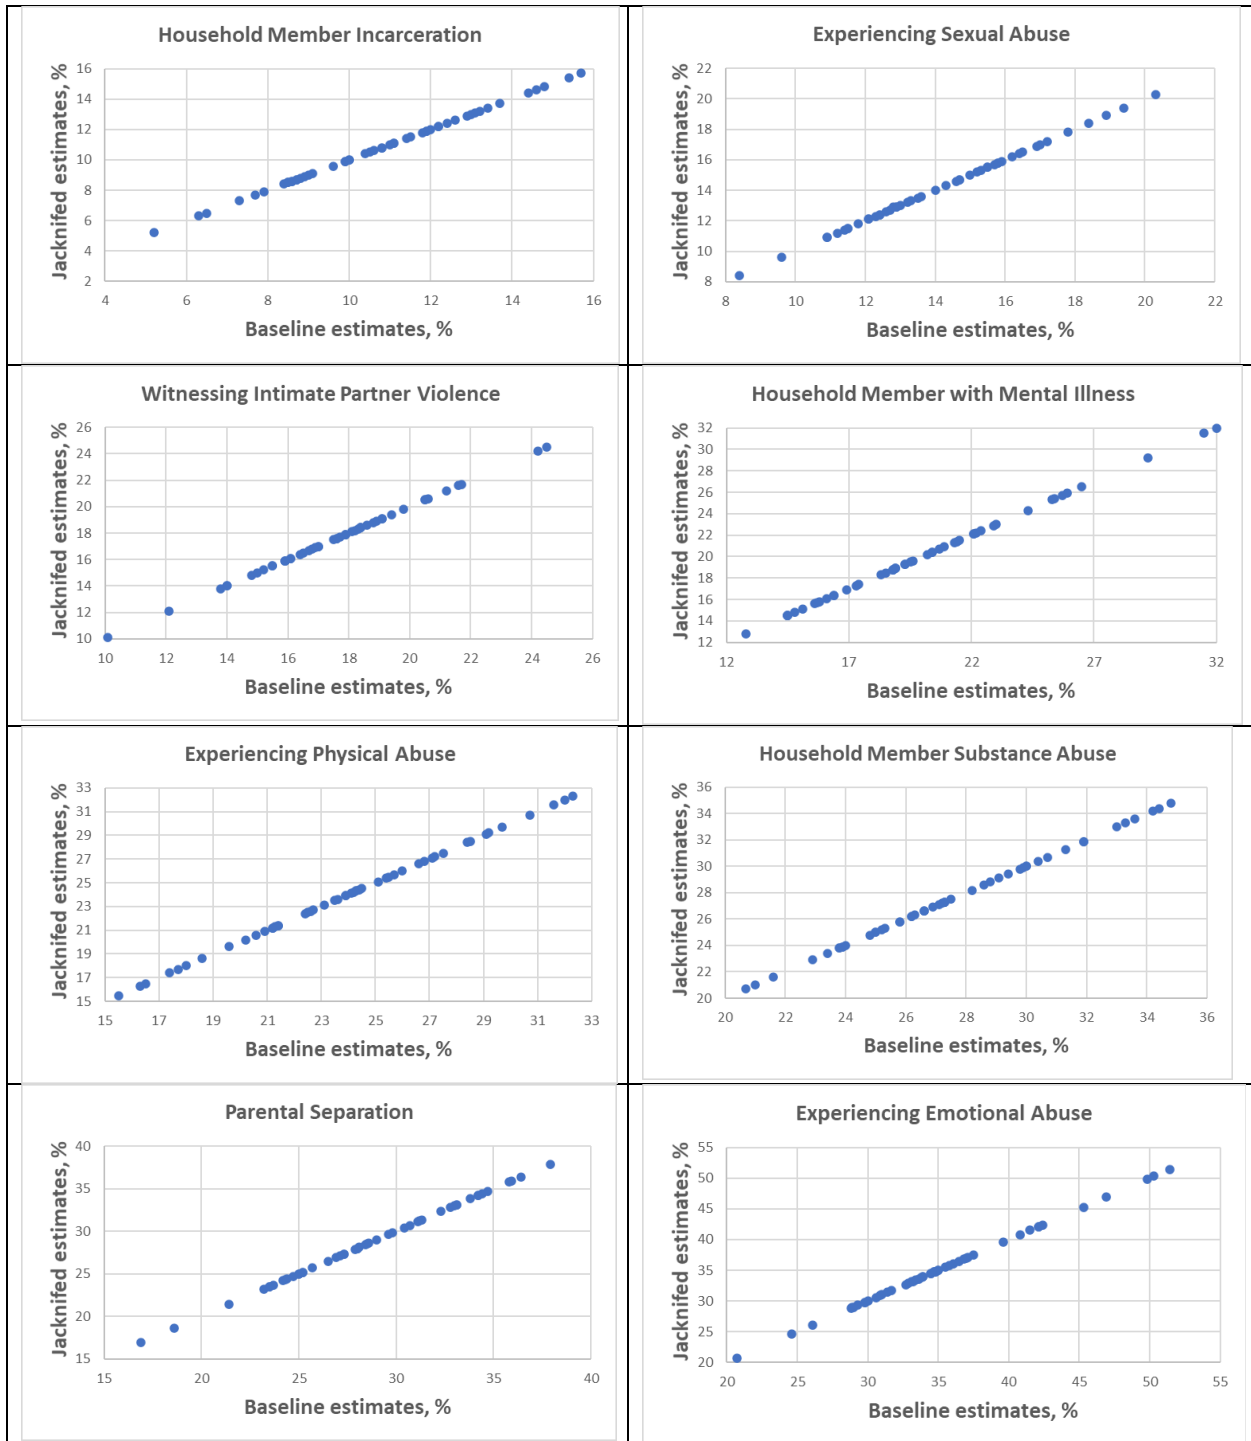 Household Member Incarceration
Jacknifed estimates, %
16
14
12
10
8
6
4
2
4 6 8 10 12 14 16
Baseline estimates, %
Experiencing Sexual Abuse
Jacknifed estimates, %
22
20
18
16
14
12
10
8
8 10 12 14 16 18 20 22
Baseline estimates, %
Witnessing Intimate Partner Violence
Jacknifed estimates, %
26
24
22
20
18
16
14
12
10
10 12 14 16 18 20 22 24 26
Baseline estimates, %
Household Member with Mental Illness
Jacknifed estimates, %
32
30
28
26
24
22
20
18
16
14
12
12 17 22 27 32
Baseline estimates, %
Experiencing Physical Abuse
Jacknifed estimates, %
33
31
29
27
25
23
21
19
17
15
15 17 19 21 23 25 27 29 31 33
Baseline estimates, %
Household Member Substance Abuse
Jacknifed estimates, %
36
34
32
30
28
26
24
22
20
20 22 24 26 28 30 32 34 36
Baseline estimates, %
Parental Separation
Jacknifed estimates, %
40
35
30
25
20
15
15 20 25 30 35 40
Baseline estimates, %
Experiencing Emotional Abuse
Jacknifed estimates, %
55
50
45
40
35
30
25
20
20 25 30 35 40 45 50 55
Baseline estimates, %